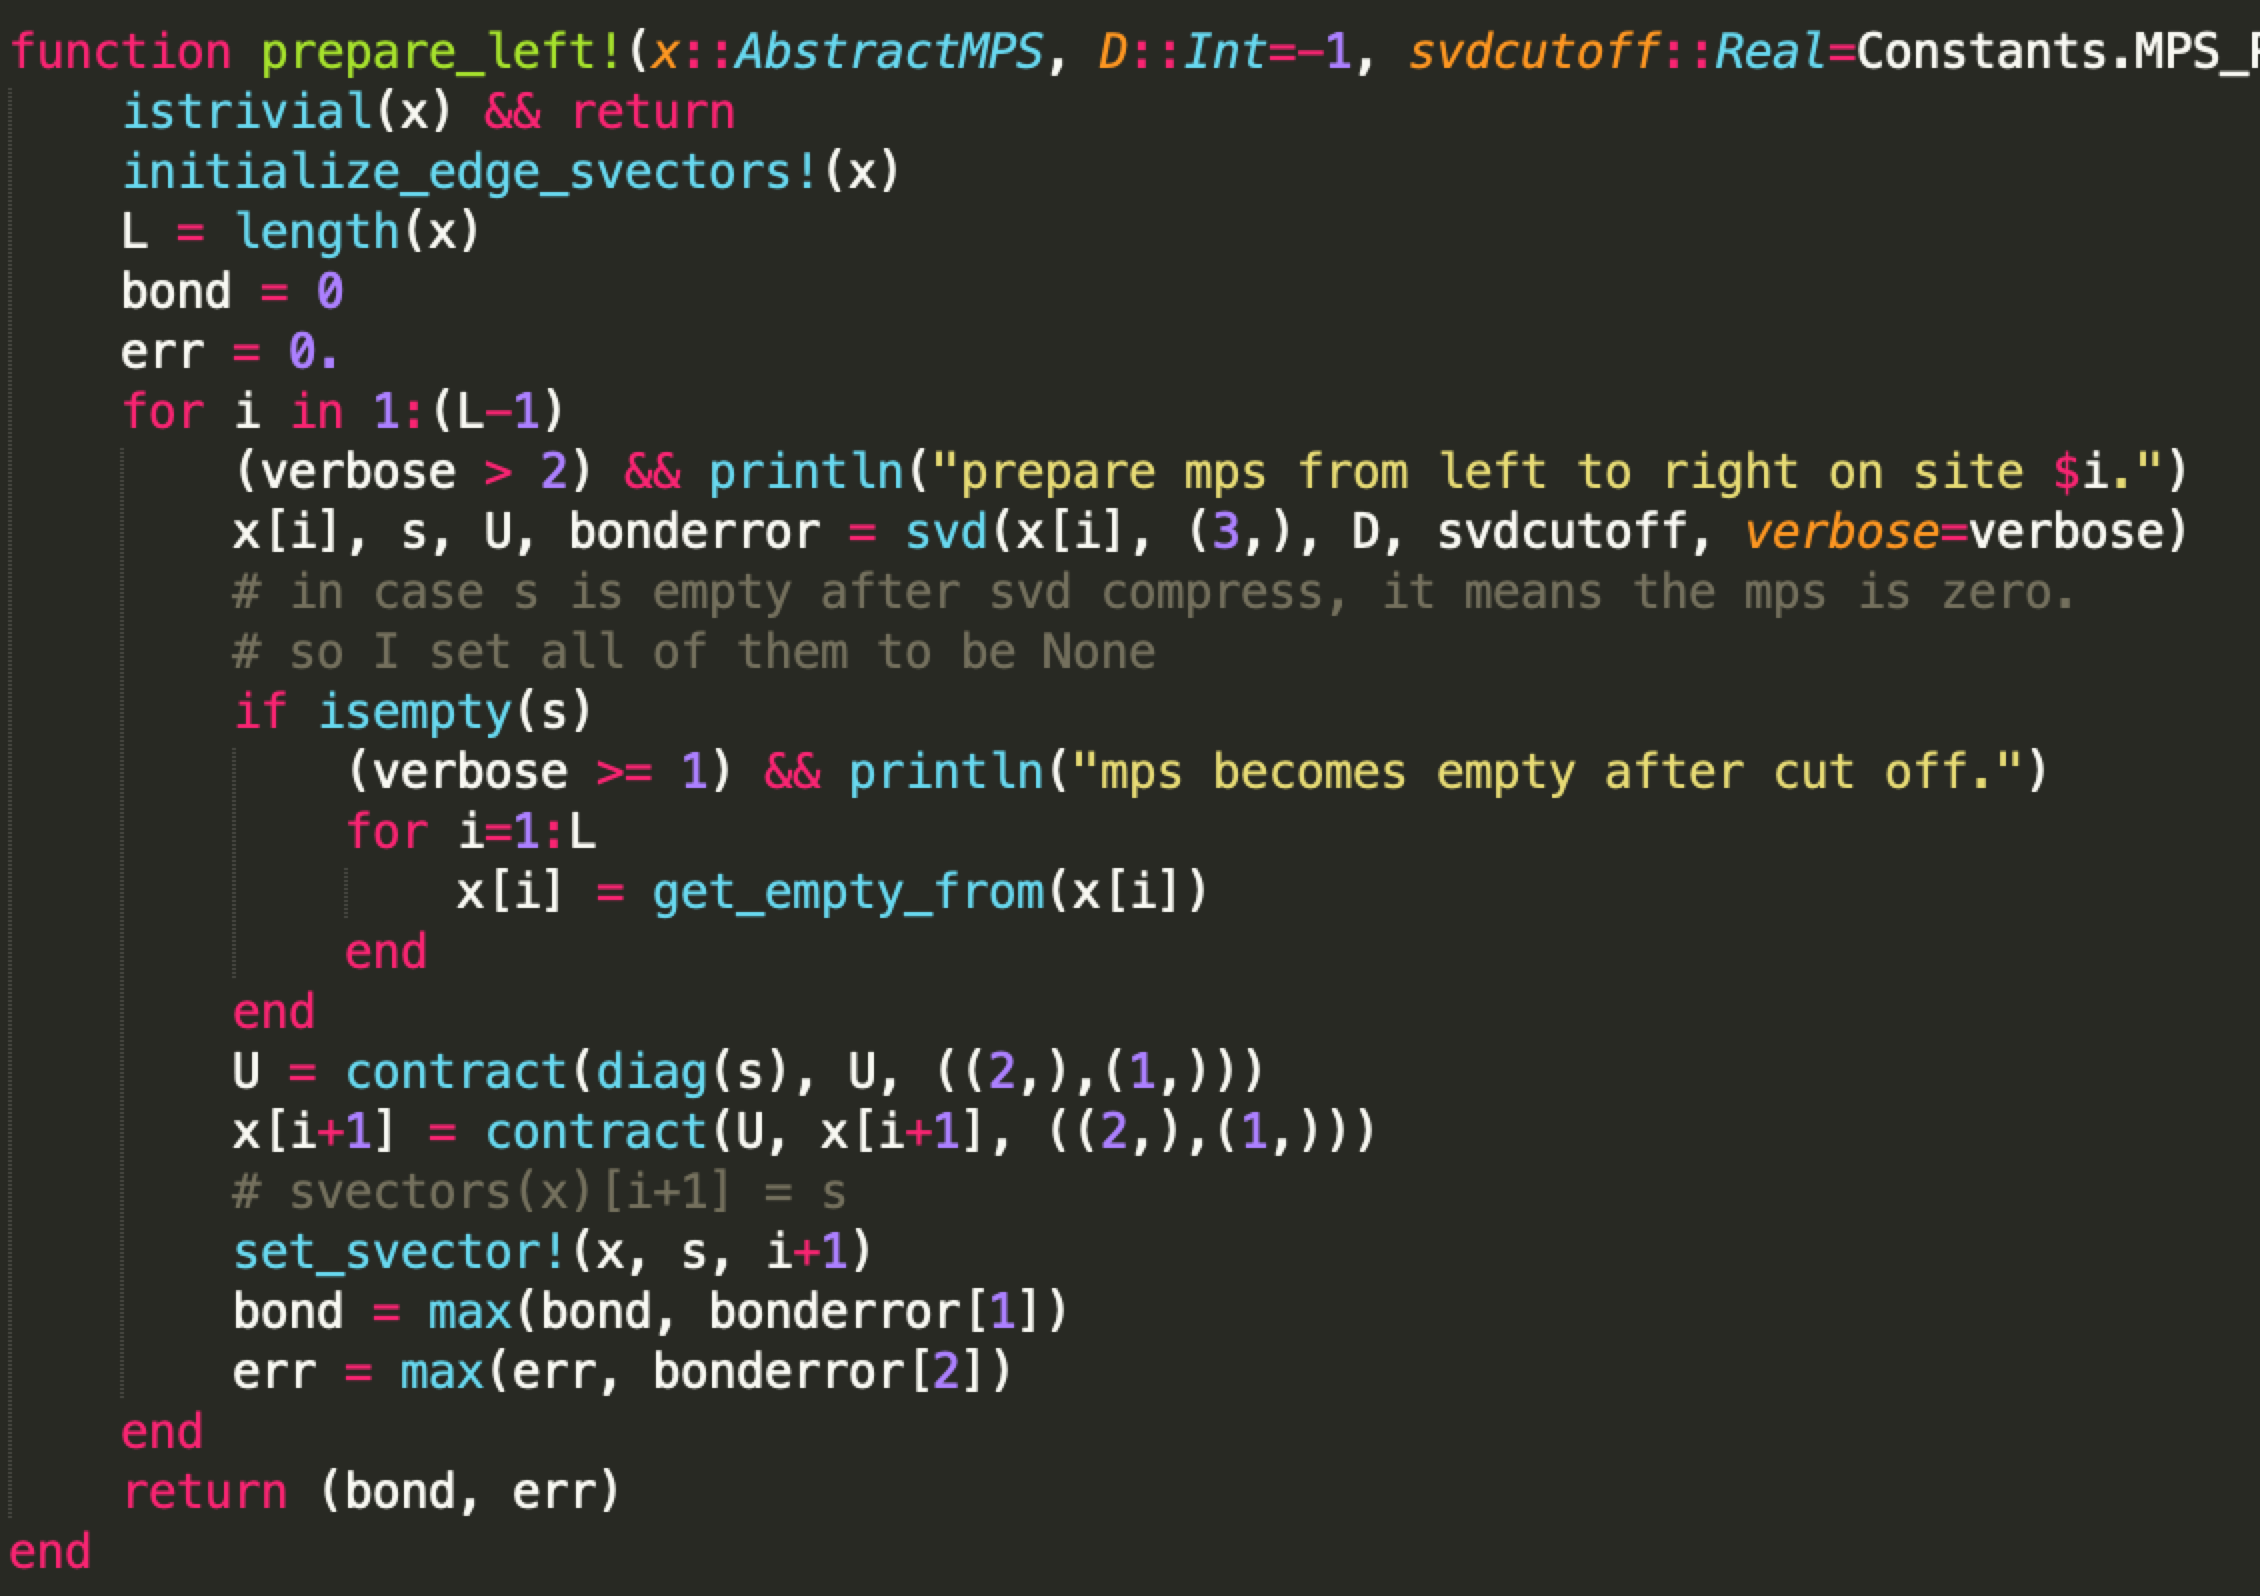 function prepare_left!(x::AbstractMPS, D::Int=-1, svdcutoff::Real=Constants.MPS_
istrivial(x) && return
initialize_edge_svectors!(x)
L = length(x)
bond = 0
err = 0.
for i in 1:(L-1)
(verbose > 2) && println("prepare mps from left to right on site $i.")
x[i], s, U, bonderror = svd(x[i], (3,), D, svdcutoff, verbose=verbose)
# in case s is empty after svd compress, it means the mps is zero.
# so I set all of them to be None
if isempty(s)
(verbose >= 1) && println("mps becomes empty after cut off.")
for i=1:L
x[i] = get_empty_from(x[i])
end
end
U = contract(diag(s), U, ((2,),(1,)))
x[i+1] = contract(U, x[i+1], ((2,),(1,)))
# svectors(x)[i+1] = s
set_svector!(x, s, i+1)
bond = max(bond, bonderror[1])
err = max(err, bonderror[2])
end
return (bond, err)
end